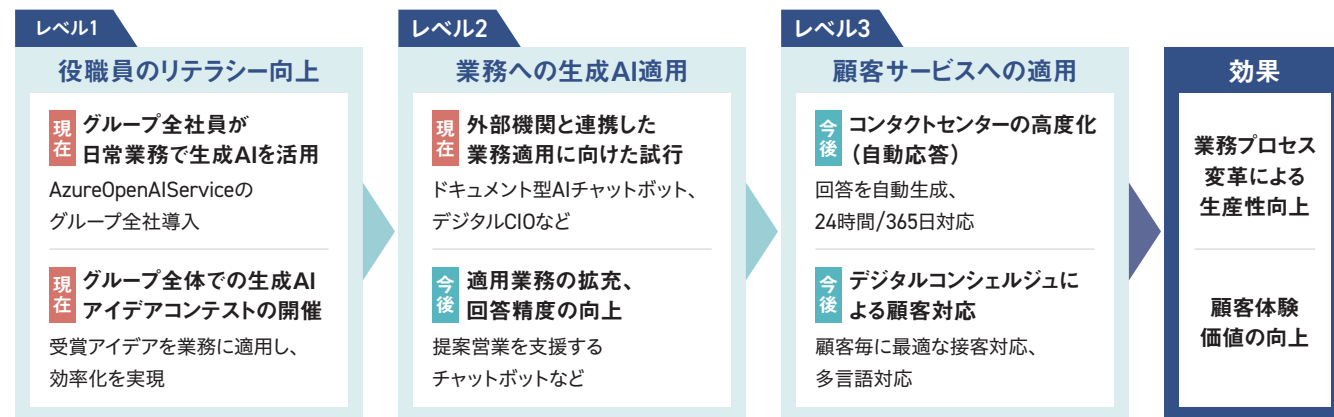 レベル1
役職員のリテラシー向上
現在
グループ全社員が
日常業務で生成AIを活用
AzureOpenAIServiceの
グループ全社導入
現在
グループ全体での生成AI
アイデアコンテストの開催
受賞アイデアを業務に適用し、
効率化を実現
レベル2
業務への生成AI適用
現在
外部機関と連携した
業務適用に向けた試行
ドキュメント型AIチャットボット、
デジタルCIOなど
今後
適用業務の拡充、
回答精度の向上
提案営業を支援する
チャットボットなど
レベル3
顧客サービスへの適用
今後
コンタクトセンターの高度化
（自動応答）
回答を自動生成、
24時間/365日対応
今後
デジタルコンシェルジュに
よる顧客対応
顧客毎に最適な接客対応、
多言語対応
効果
業務プロセス
変革による
生産性向上
顧客体験
価値の向上